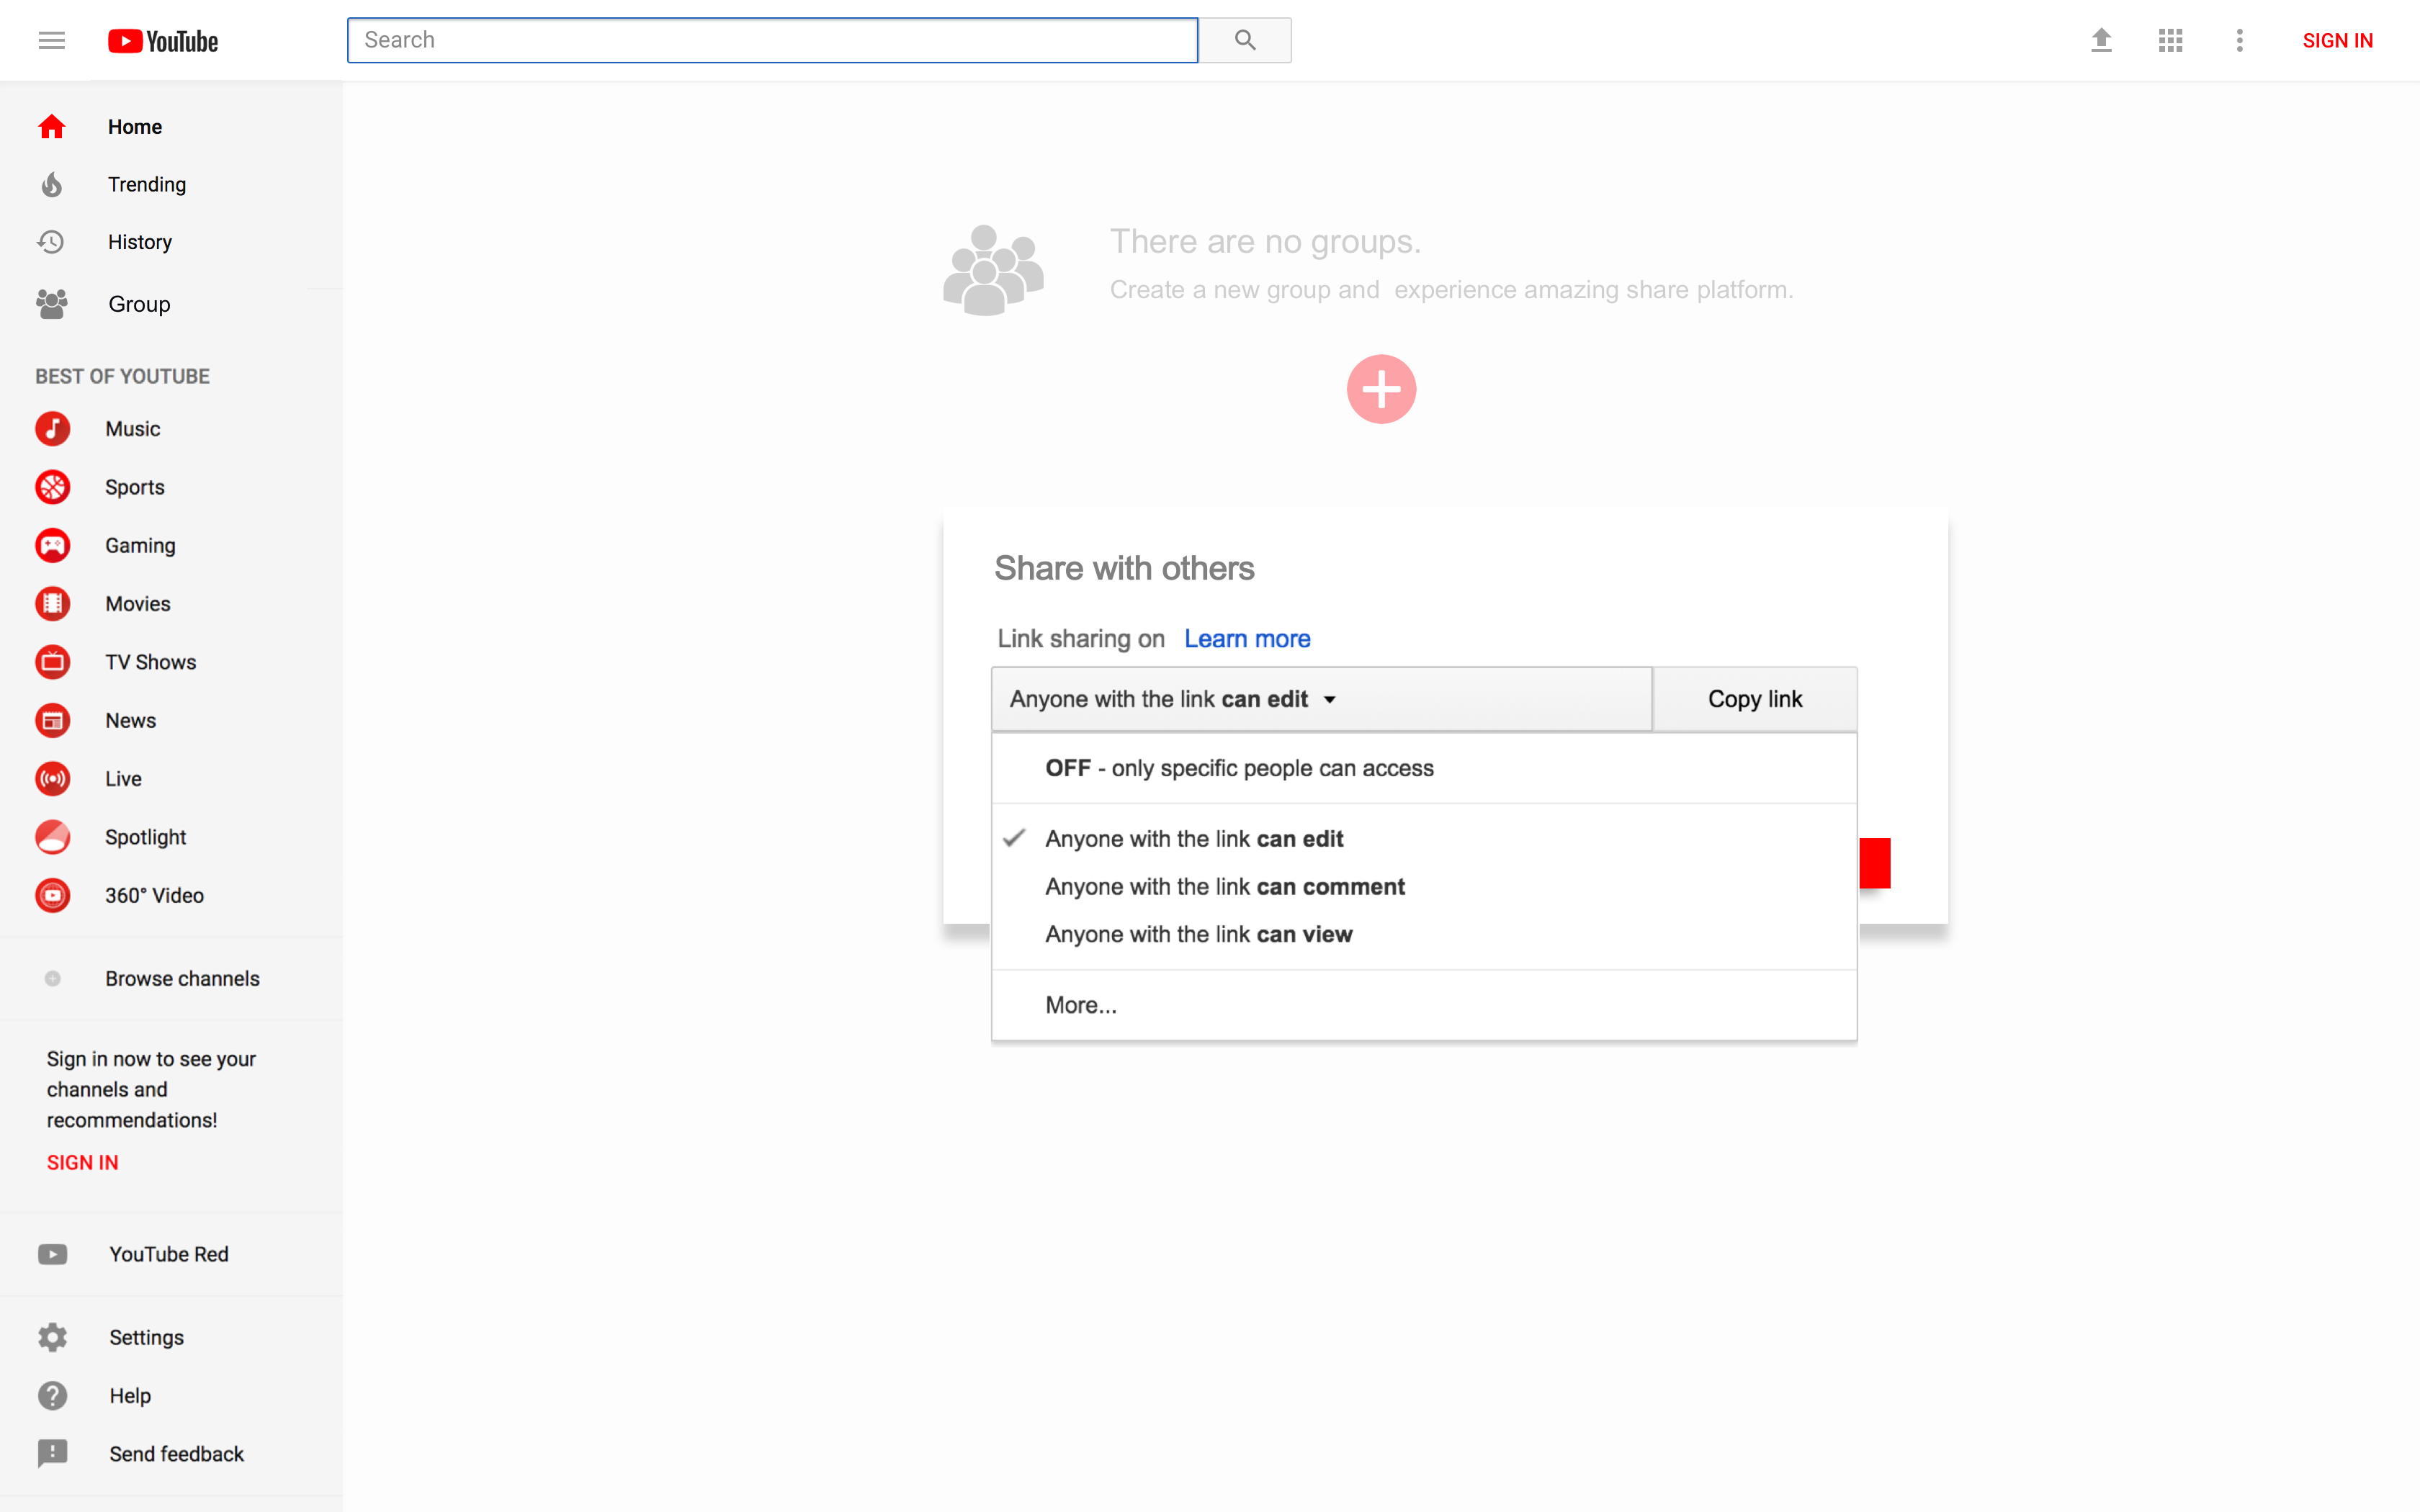 YouTube
Search
SIGN IN
Home
Trending
History
Group
BEST OF YOUTUBE
Music
Sports
Gaming
Movies
TV Shows
News
Live
Spotlight
360° Video
Browse channels
Sign in now to see your
channels and
recommendations!
SIGN IN
YouTube Red
Settings
Help
Send feedback
There are no groups.
Create a new group and experience amazing share platform.
Share with others
Link sharing on Learn more
Anyone with the link can edit
Copy link
OFF - only specific people can access
Anyone with the link can edit
Anyone with the link can comment
Anyone with the link can view
More...